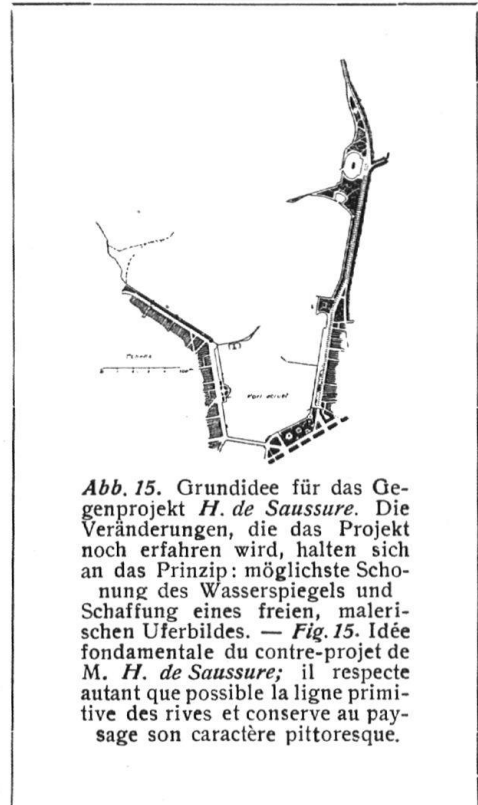 Port actuel
Abb. 15. Grundidee für das Ge-
genprojekt H. de Saussure. Die
Veränderungen, die das Projekt
noch erfahren wird, halten sich
an das Prinzip: möglichste Scho-
nung des Wasserspiegels und
Schaffung eines freien, maleri-
schen Uferbildes. — Fig. 15. Idée
fondamentale du contre-projet de
M. H. de Saussure; il respecte
autant que possible la ligne primi-
tive des rives et conserve au pay-
sage son caractère pittoresque.